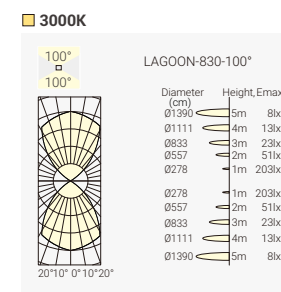 3000K
100°
100°
LAGOON-830-100°
Diameter Height, Emax
(cm)
Ø1390 5m 8lx
Ø1111 4m 13lx
Ø833 3m 23lx
Ø557 2m 51lx
Ø278 1m 203lx
Ø278 1m 203lx
Ø557 2m 51lx
Ø833 3m 23lx
Ø1111 4m 13lx
Ø1390 5m 8lx
20°10° 0°10°20°